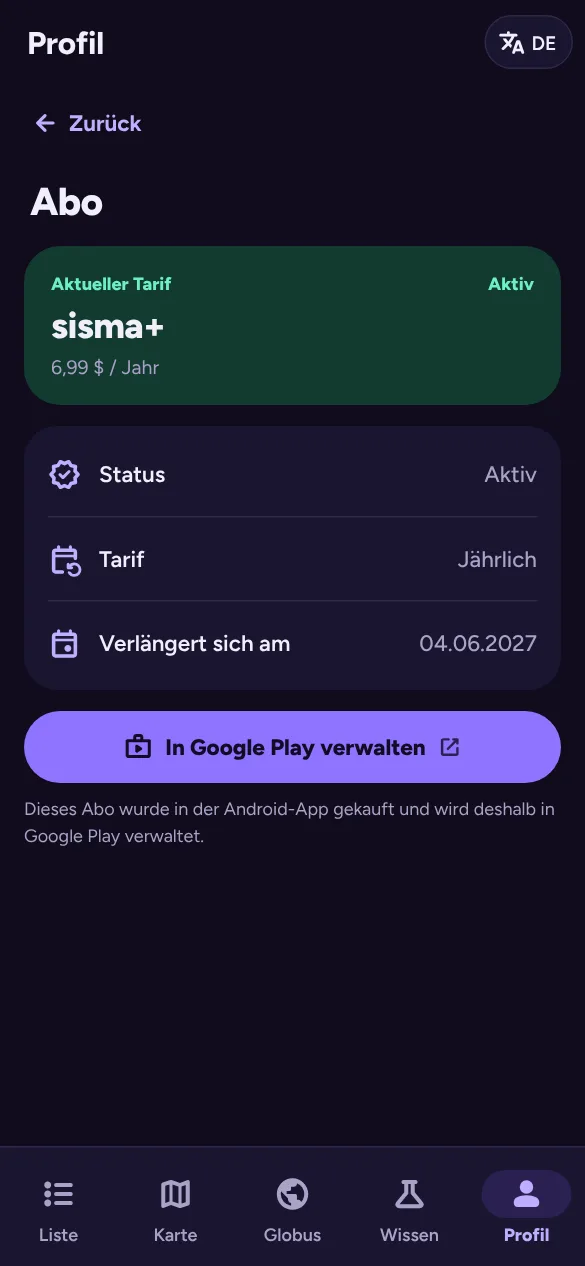 Profil
DE
Zurück
Abo
Aktueller Tarif
Aktiv
sisma+
6,99 $ / Jahr
Status
Aktiv
Tarif
Jährlich
Verlängert sich am
04.06.2027
In Google Play verwalten
Dieses Abo wurde in der Android-App gekauft und wird deshalb in
Google Play verwaltet.
Liste
Karte
Globus
Wissen
Profil